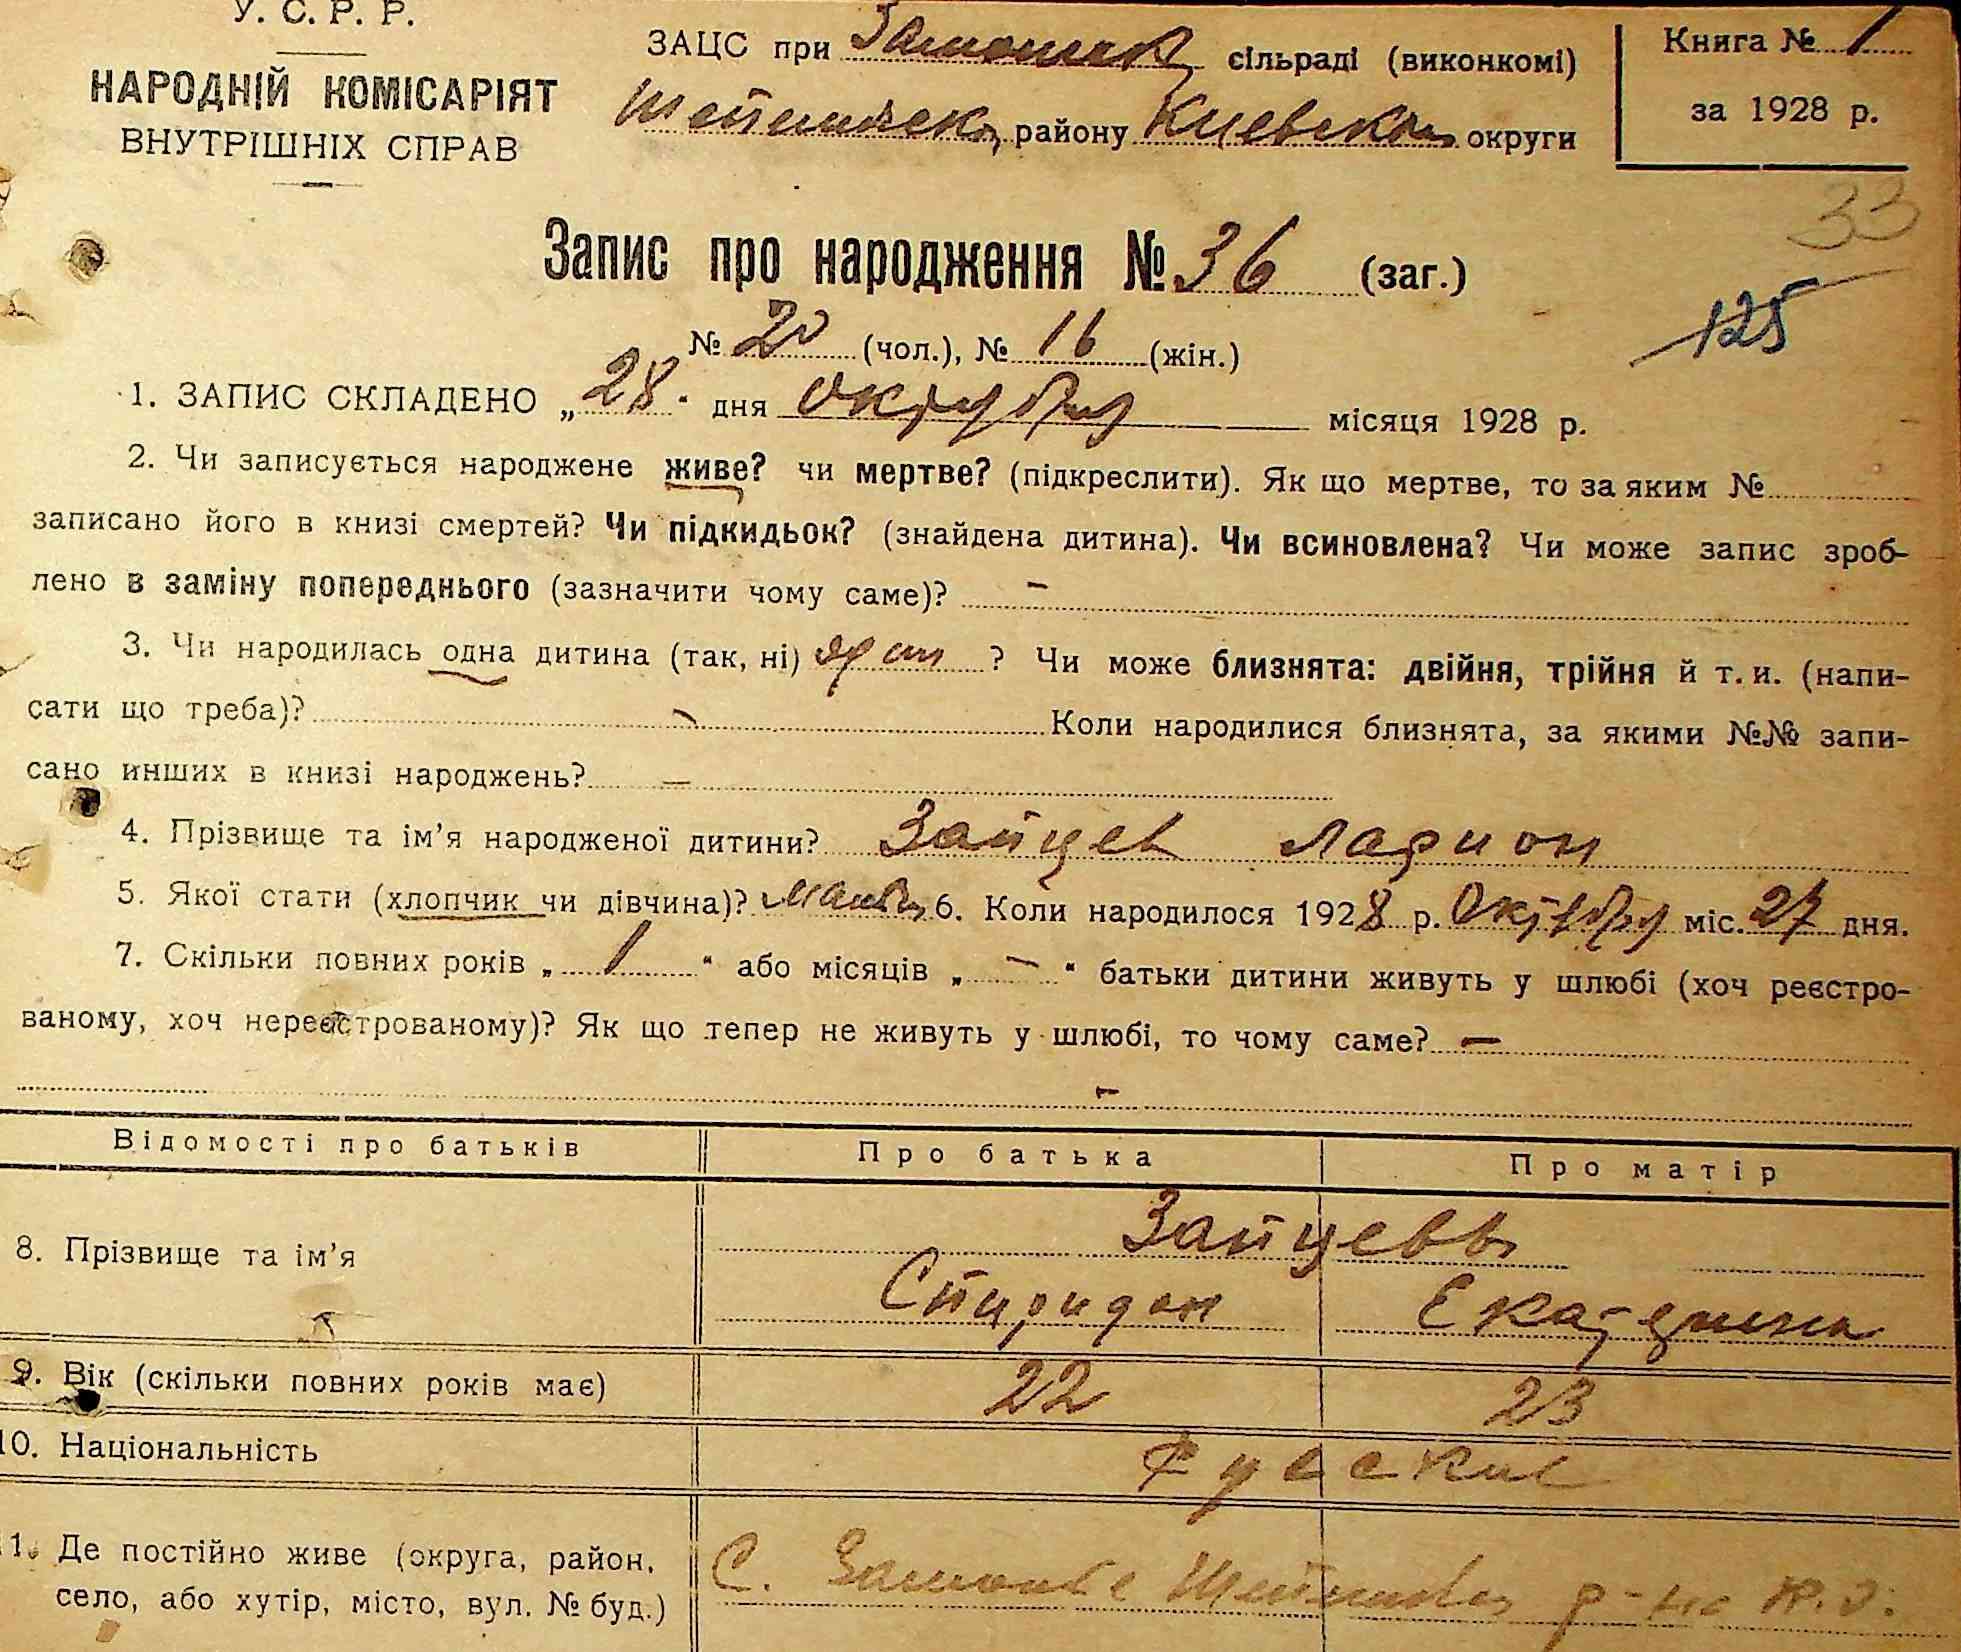 У. С. Р. Р.
НАРОДНІЙ КОМІСАРІЯТ
ВНУТРІШНІХ СПРАВ
ЗАЦС при сільраді (виконкомі)
району Киевской округи
Книга № 1
за 1928 р.
33
125
Запис про народження № 36 (заг.)
№ 20 (чол.), № 16 (жін.)
1. ЗАПИС СКЛАДЕНО „28“ дня октября місяця 1928 р.
2. Чи записується народжене живе? чи мертве? (підкреслити). Як що мертве, то за яким №
записано його в книзі смертей? Чи підкидьок? (знайдена дитина). Чи всиновлена? Чи може запис зроб-
лено в заміну попереднього (зазначити чому саме)? –
3. Чи народилась одна дитина (так, ні) ? Чи може близнята: двійня, трійня й т. и. (напи-
сати що треба)? – Коли народилися близнята, за якими №№ запи-
сано инших в книзі народжень? –
4. Прізвище та ім’я народженої дитини? Зайцев Ларион
5. Якої стати (хлопчик чи дівчина)? 6. Коли народилося 1928 р. Октября міс. 27 дня.
7. Скільки повних років „ 1 “ або місяців „ – “ батьки дитини живуть у шлюбі (хоч реєстро-
ваному, хоч нереєстрованому)? Як що тепер не живуть у шлюбі, то чому саме? –
–
Відомості про батьків Про батька Про матір
8. Прізвище та ім’я Зайцевы
Спиридон Екатерина
9. Вік (скільки повних років має) 22 23
10. Національність Русские
11. Де постійно живе (округа, район, С. р-на К.О.
село, або хутір, місто, вул. № буд.)